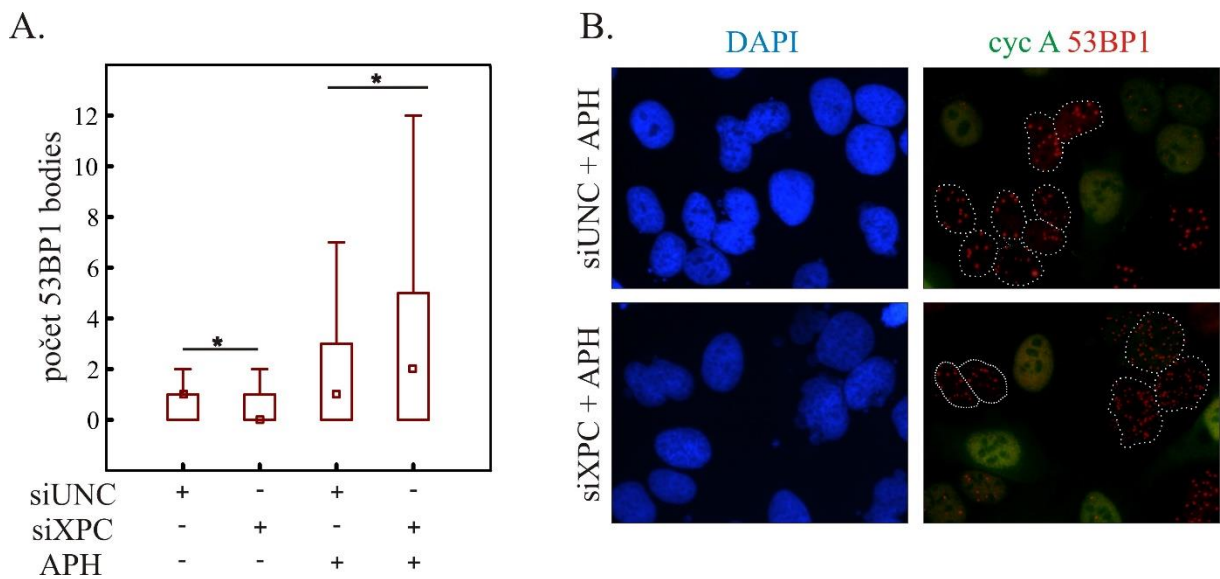 A.
počet 53BP1 bodies
12
10
8
6
4
2
0
*
*
siUNC + - + -
siXPC - + - +
APH - - + +
B.
DAPI
cyc A 53BP1
siUNC + APH
siXPC + APH